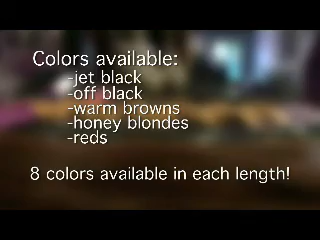 Colors available:
-jet black
-off black
-warm browns
-honey blondes
-reds
8 colors available in each length!